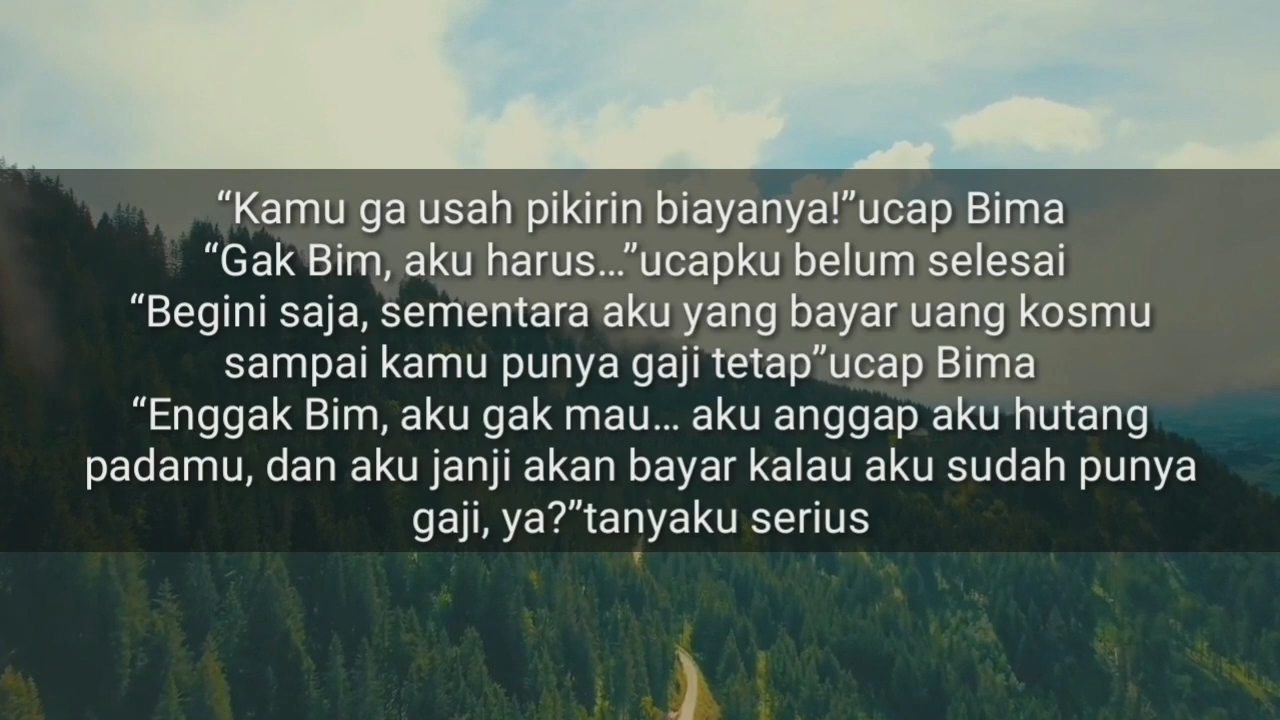 “Kamu ga usah pikirin biayanya!”ucap Bima
“Gak Bim, aku harus...”ucapku belum selesai
“Begini saja, sementara aku yang bayar uang kosmu
sampai kamu punya gaji tetap”ucap Bima
“Enggak Bim, aku gak mau... aku anggap aku hutang
padamu, dan aku janji akan bayar kalau aku sudah punya
gaji, ya?”tanyaku serius